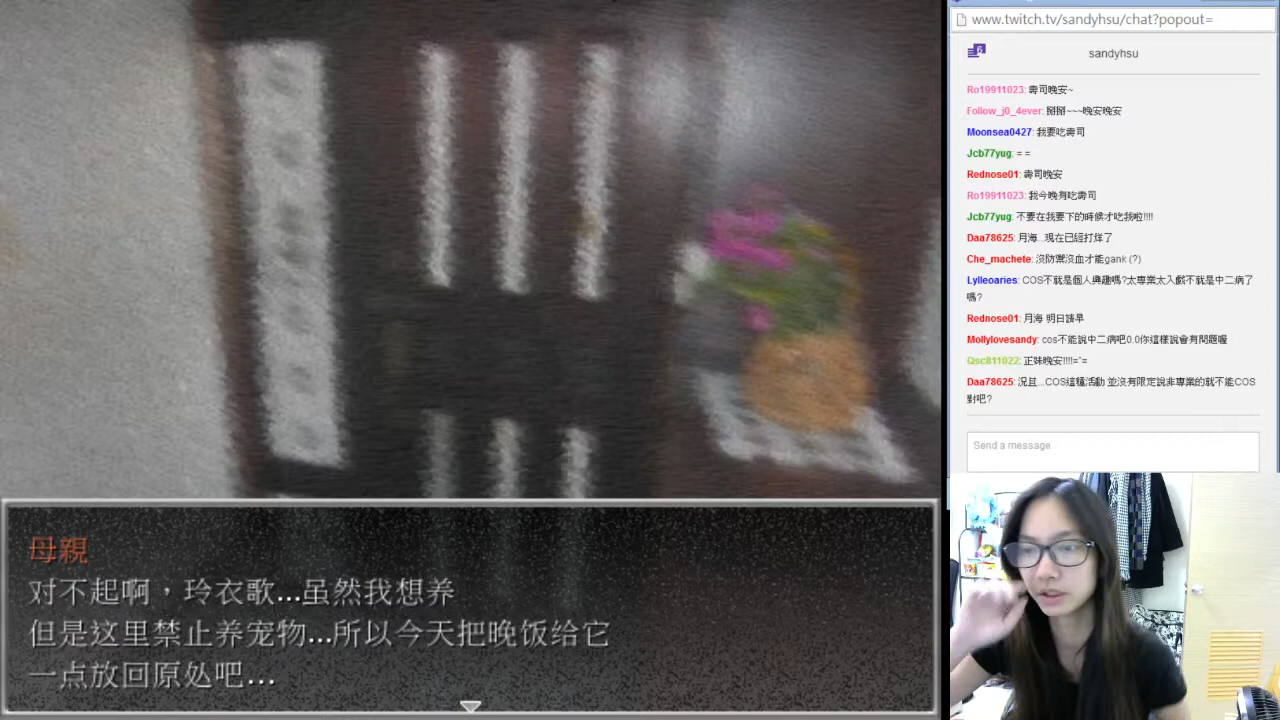 母親
对不起啊，玲衣歌...虽然我想养
但是这里禁止养宠物...所以今天把晚饭给它
一点放回原处吧...
www.twitch.tv/sandyhsu/chat?popout=
6
sandyhsu
Ro19911023: 壽司晚安~
Follow_j0_4ever: 掰掰~~~晚安晚安
Moonsea0427: 我要吃壽司
Jcb77yug: = =
Rednose01: 壽司晚安
Ro19911023: 我今晚有吃壽司
Jcb77yug: 不要在我要下的時候才吃我啦!!!!
Daa78625: 月海...現在已經打烊了
Che_machete: 沒防禦沒血才能gank (?)
Lylleoaries: COS不就是個人興趣嗎?太專業太入戲不就是中二病了
嗎?
Rednose01: 月海 明日請早
Mollylovesandy: cos不能說中二病吧0.0你這樣說會有問題喔
Qsc811022: 正妹晚安!!!!="=
Daa78625: 況且...COS這種活動 並沒有限定說非專業的就不能COS
對吧?
Send a message